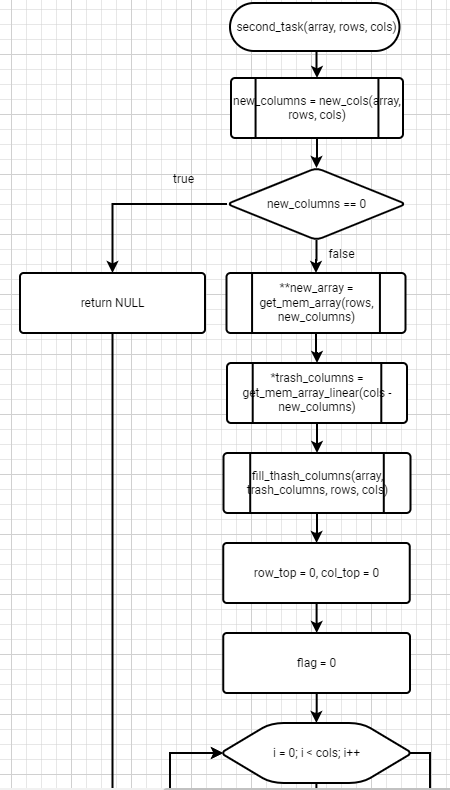 second_task(array, rows, cols)
new_columns = new_cols(array,
rows, cols)
true
new_columns == 0
false
return NULL
**new_array =
get_mem_array(rows,
new_columns)
*trash_columns =
get_mem_array_linear(cols -
new_columns)
fill_thash_columns(array,
trash_columns, rows, cols)
row_top = 0, col_top = 0
flag = 0
i = 0; i < cols; i++